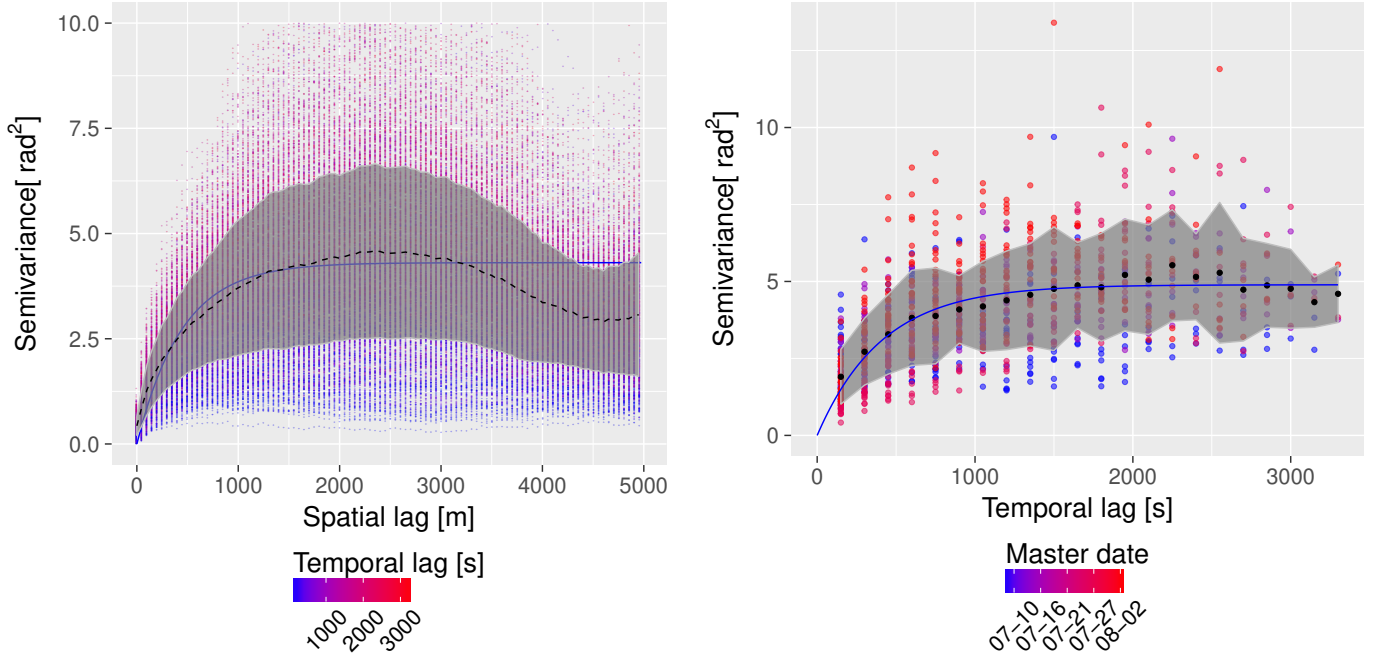 10.0
7.5
5.0
2.5
0.0
Semivariance[ rad²]
0 1000 2000 3000 4000 5000
Spatial lag [m]
Temporal lag [s]
1000 2000 3000
10
5
0
Semivariance[ rad²]
0 1000 2000 3000
Temporal lag [s]
Master date
07−10 07−16 07−21 07−27 08−02